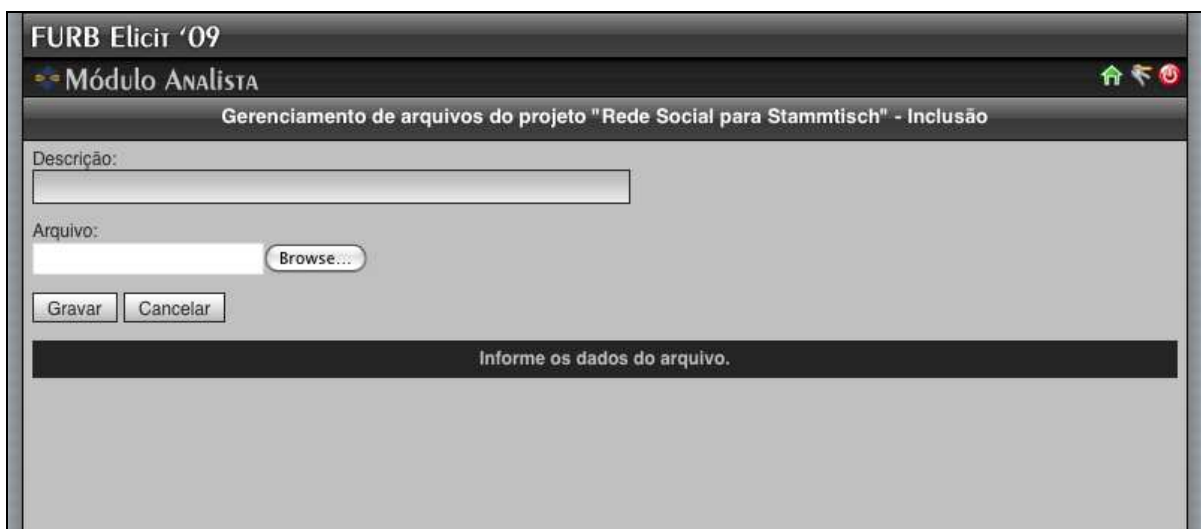 FURB Elicit '09
Módulo Analista
Gerenciamento de arquivos do projeto "Rede Social para Stammtisch" - Inclusão
Descrição:
Arquivo:
Browse...
Gravar Cancelar
Informe os dados do arquivo.